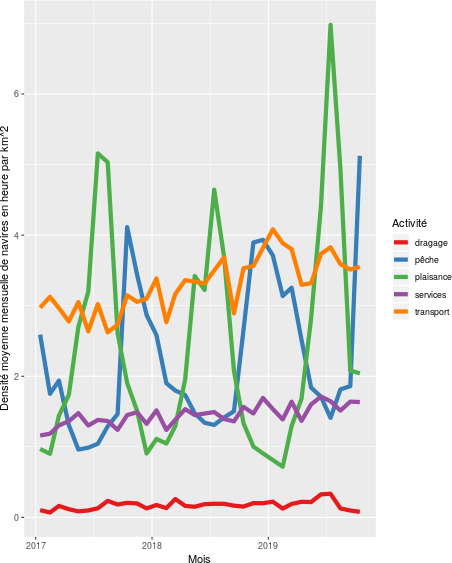 Densité moyenne mensuelle de navires en heure par km^2
6
4
2
0
2017
2018
2019
Mois
Activité
dragage
pêche
plaisance
services
transport